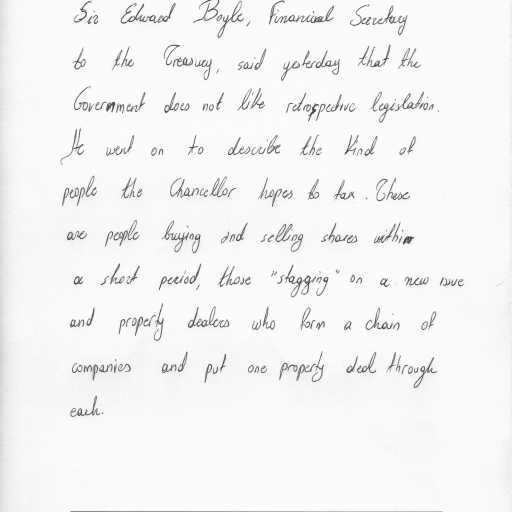 Sir Edward Boyle, Financial Secretary
to the Treasury, said yesterday that the
Government does not like retrospective legislation.
He went on to describe the kind of
people the Chancellor hopes to tax. These
are people buying and selling shares within
a short period, those "stagging" on a new issue
and property dealers who form a chain of
companies and put one property deal through
each.